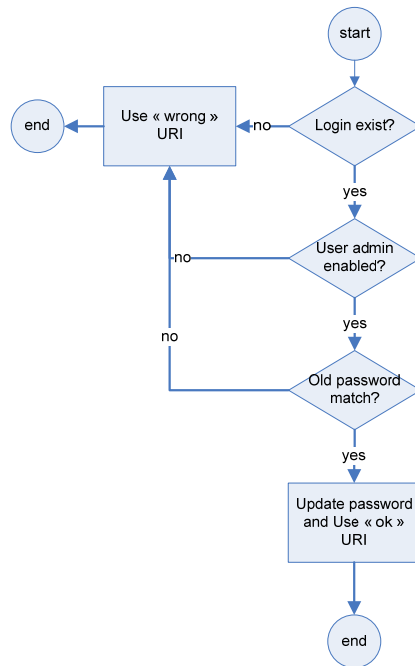 start
Use « wrong »
URI
end
no
Login exist?
yes
User admin
enabled?
no
yes
no
Old password
match?
yes
Update password
and Use « ok »
URI
end